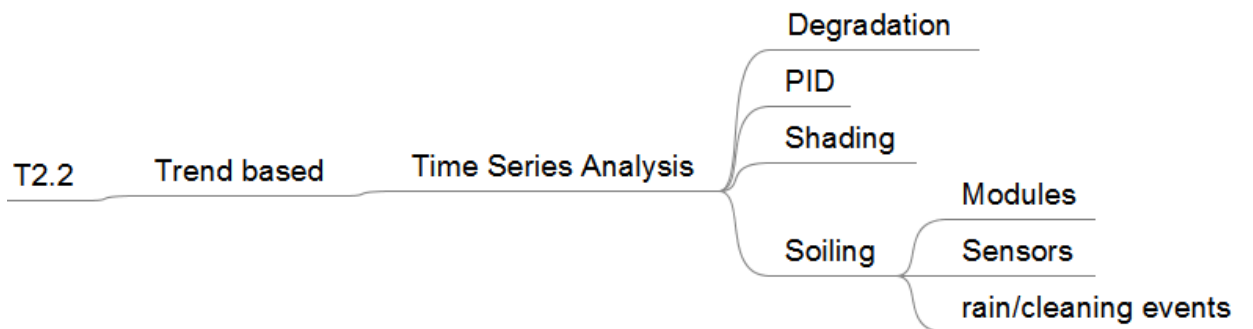 T2.2
Trend based
Time Series Analysis
Degradation
PID
Shading
Soiling
Modules
Sensors
rain/cleaning events